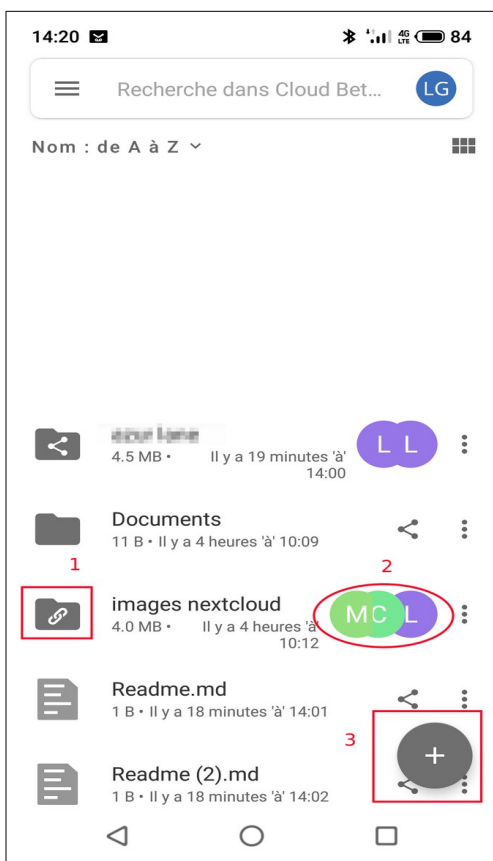 14:20 4G LTE 84
Recherche dans Cloud Bet... LG
Nom : de A à Z
4.5 MB • Il y a 19 minutes 'à' 14:00
L L
Documents
11 B • Il y a 4 heures 'à' 10:09
1
2
images nextcloud
4.0 MB • Il y a 4 heures 'à' 10:12
M C L
Readme.md
1 B • Il y a 18 minutes 'à' 14:01
3
+
Readme (2).md
1 B • Il y a 18 minutes 'à' 14:02